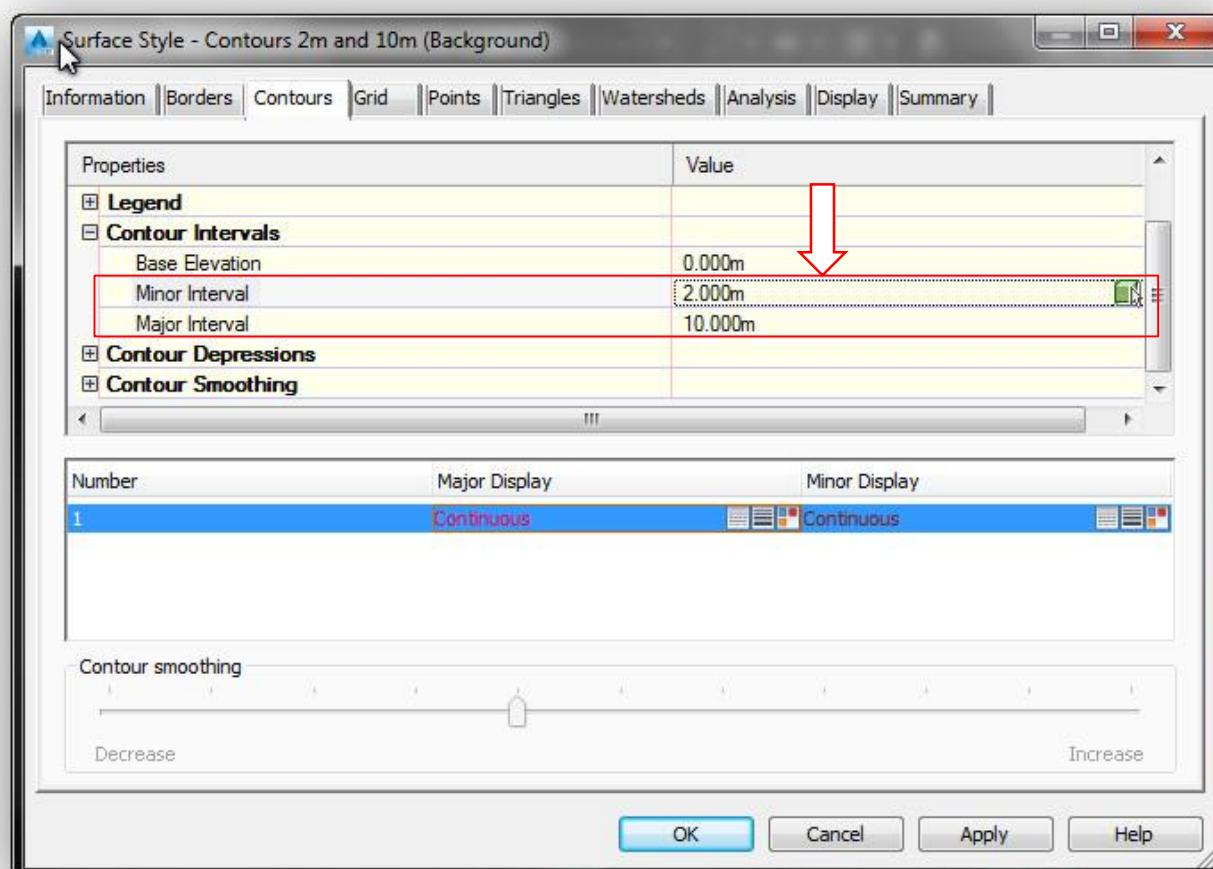 Surface Style - Contours 2m and 10m (Background)
Information Borders Contours Grid Points Triangles Watersheds Analysis Display Summary
Properties Value
Legend
Contour Intervals
Base Elevation 0.000m
Minor Interval 2.000m
Major Interval 10.000m
Contour Depressions
Contour Smoothing
Number Major Display Minor Display
1 Continuous Continuous
Contour smoothing
Decrease Increase
OK Cancel Apply Help